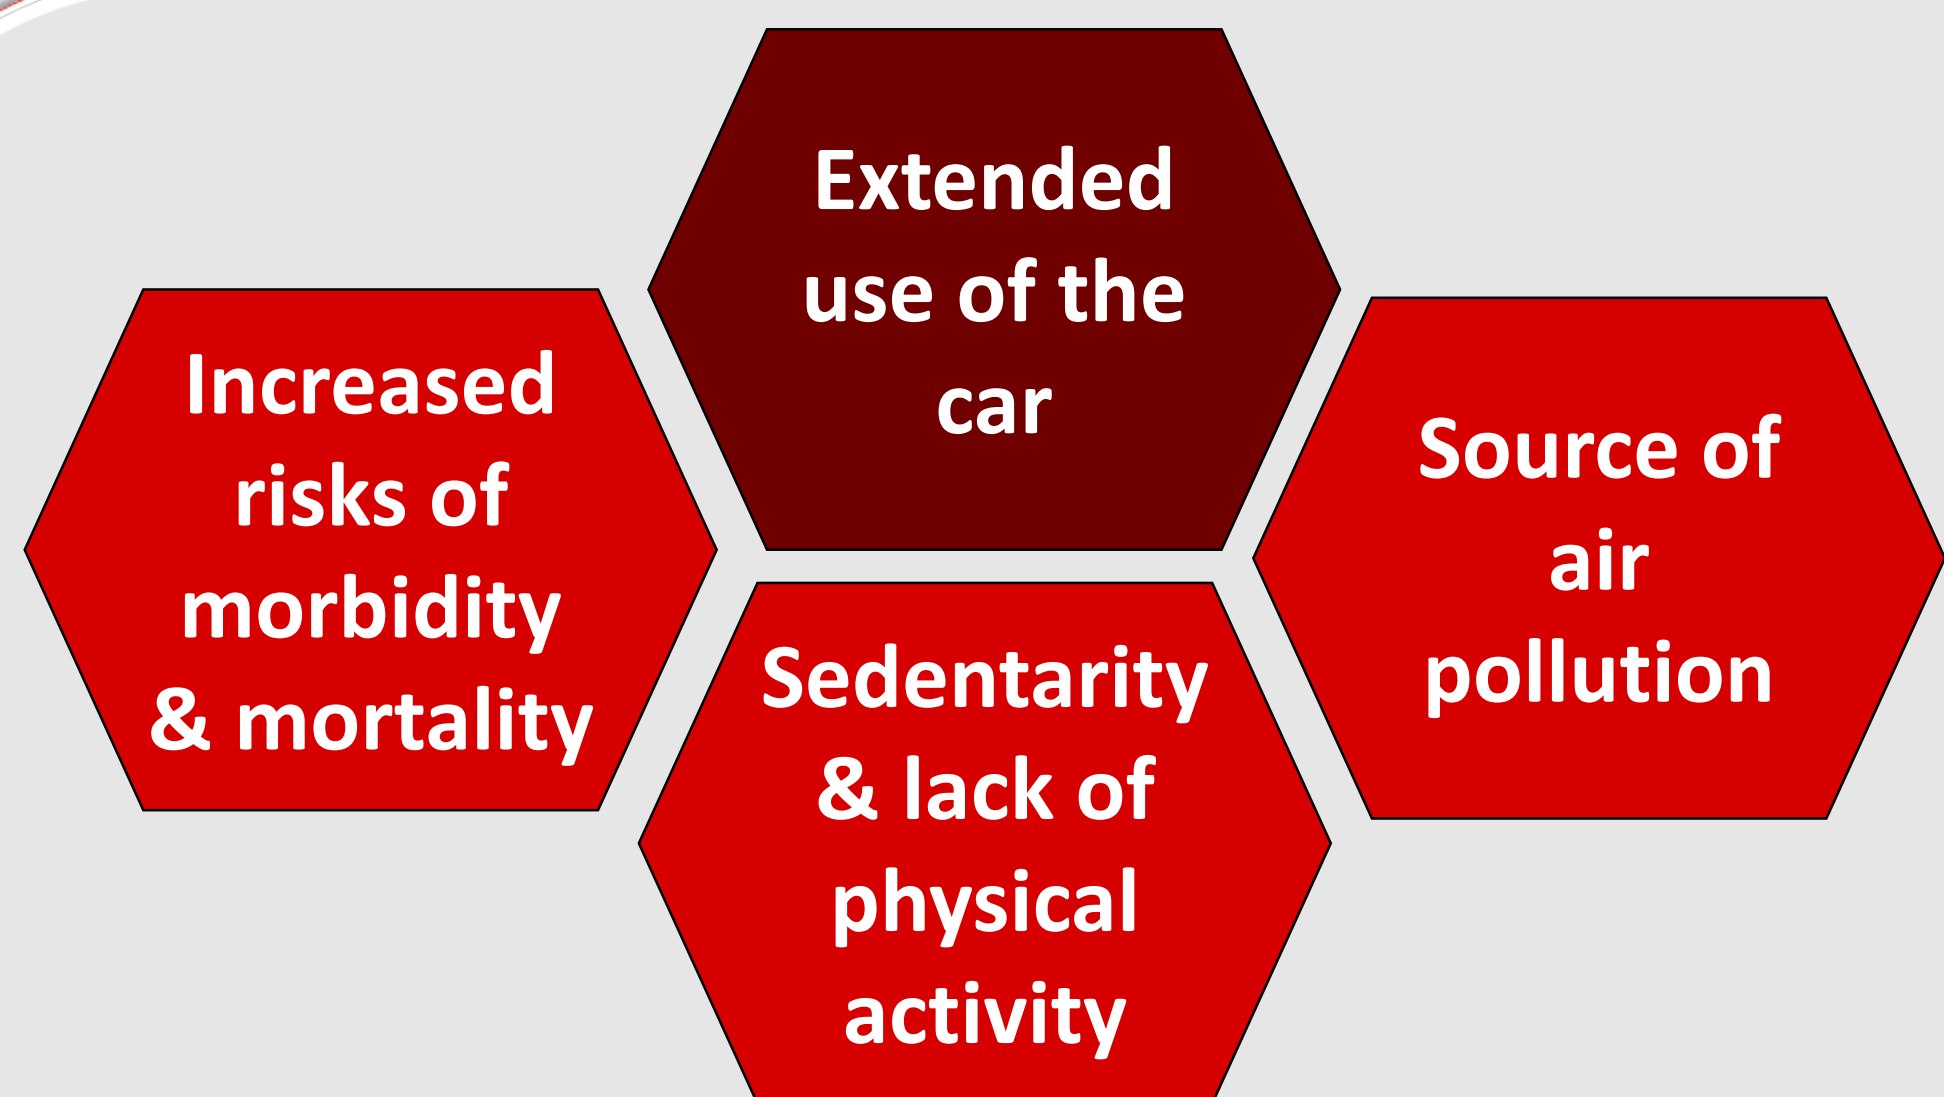 Extended
use of the
car
Increased
risks of
morbidity
& mortality
Source of
air
pollution
Sedentarity
& lack of
physical
activity